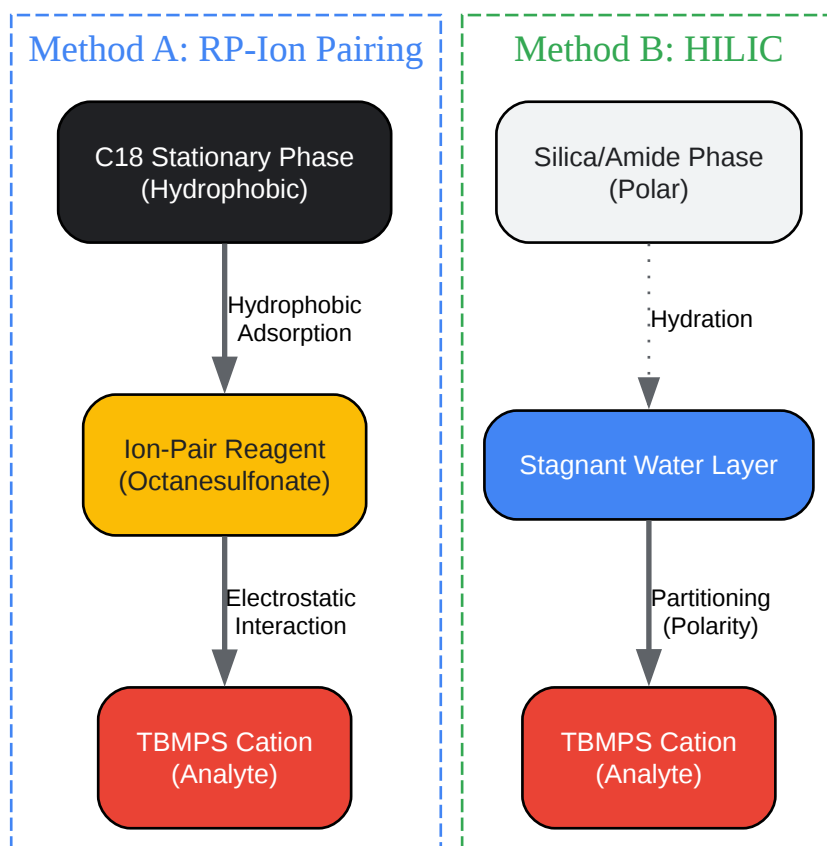 Method A: RP-Ion Pairing
C18 Stationary Phase
(Hydrophobic)
Hydrophobic
Adsorption
Ion-Pair Reagent
(Octanesulfonate)
Electrostatic
Interaction
TBMPS Cation
(Analyte)
Method B: HILIC
Silica/Amide Phase
(Polar)
Hydration
Stagnant Water Layer
Partitioning
(Polarity)
TBMPS Cation
(Analyte)